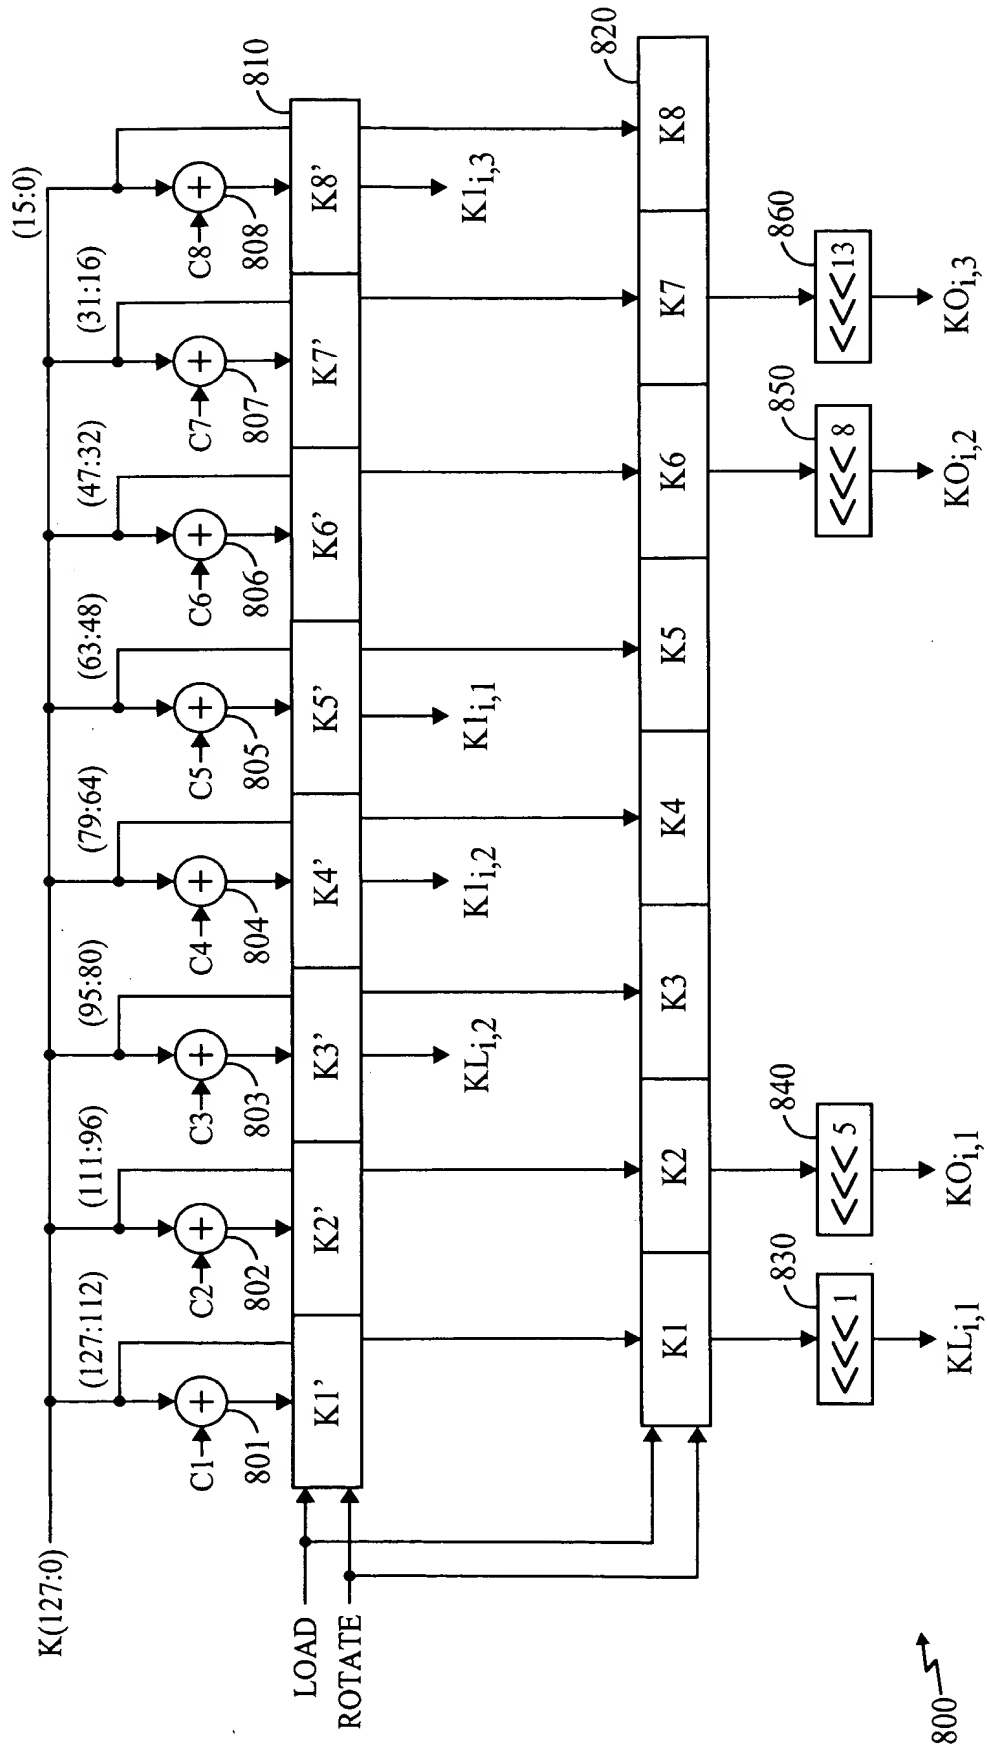 K(127:0)
(127:112)
(111:96)
(95:80)
(79:64)
(63:48)
(47:32)
(31:16)
(15:0)
C1
801
C2
802
C3
803
C4
804
C5
805
C6
806
C7
807
C8
808
810
LOAD
ROTATE
K1'
K2'
K3'
K4'
K5'
K6'
K7'
K8'
KLi,2
K1i,2
K1i,1
K1i,3
820
K1
K2
K3
K4
K5
K6
K7
K8
830
<<< 1
840
<<< 5
850
<<< 8
860
<<< 13
KLi,1
KOi,1
KOi,2
KOi,3
800